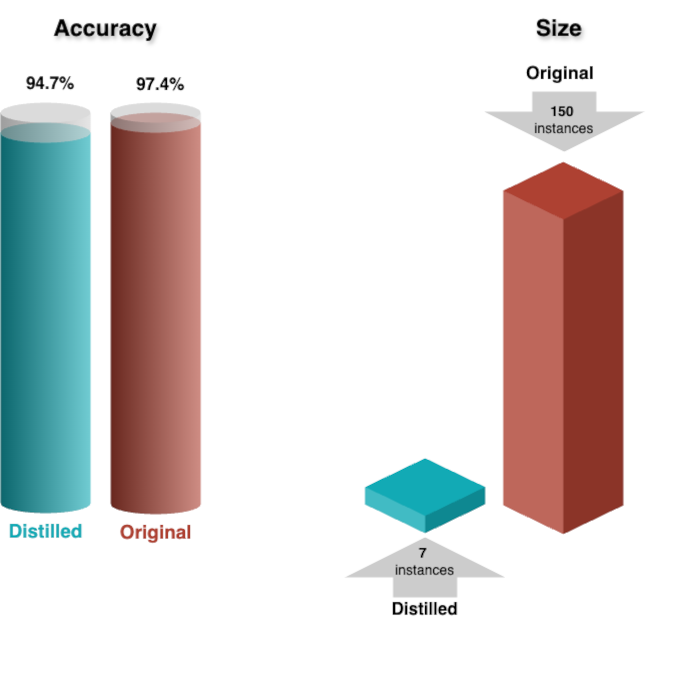 Accuracy
94.7%
97.4%
Distilled
Original
Size
Original
150
instances
7
instances
Distilled